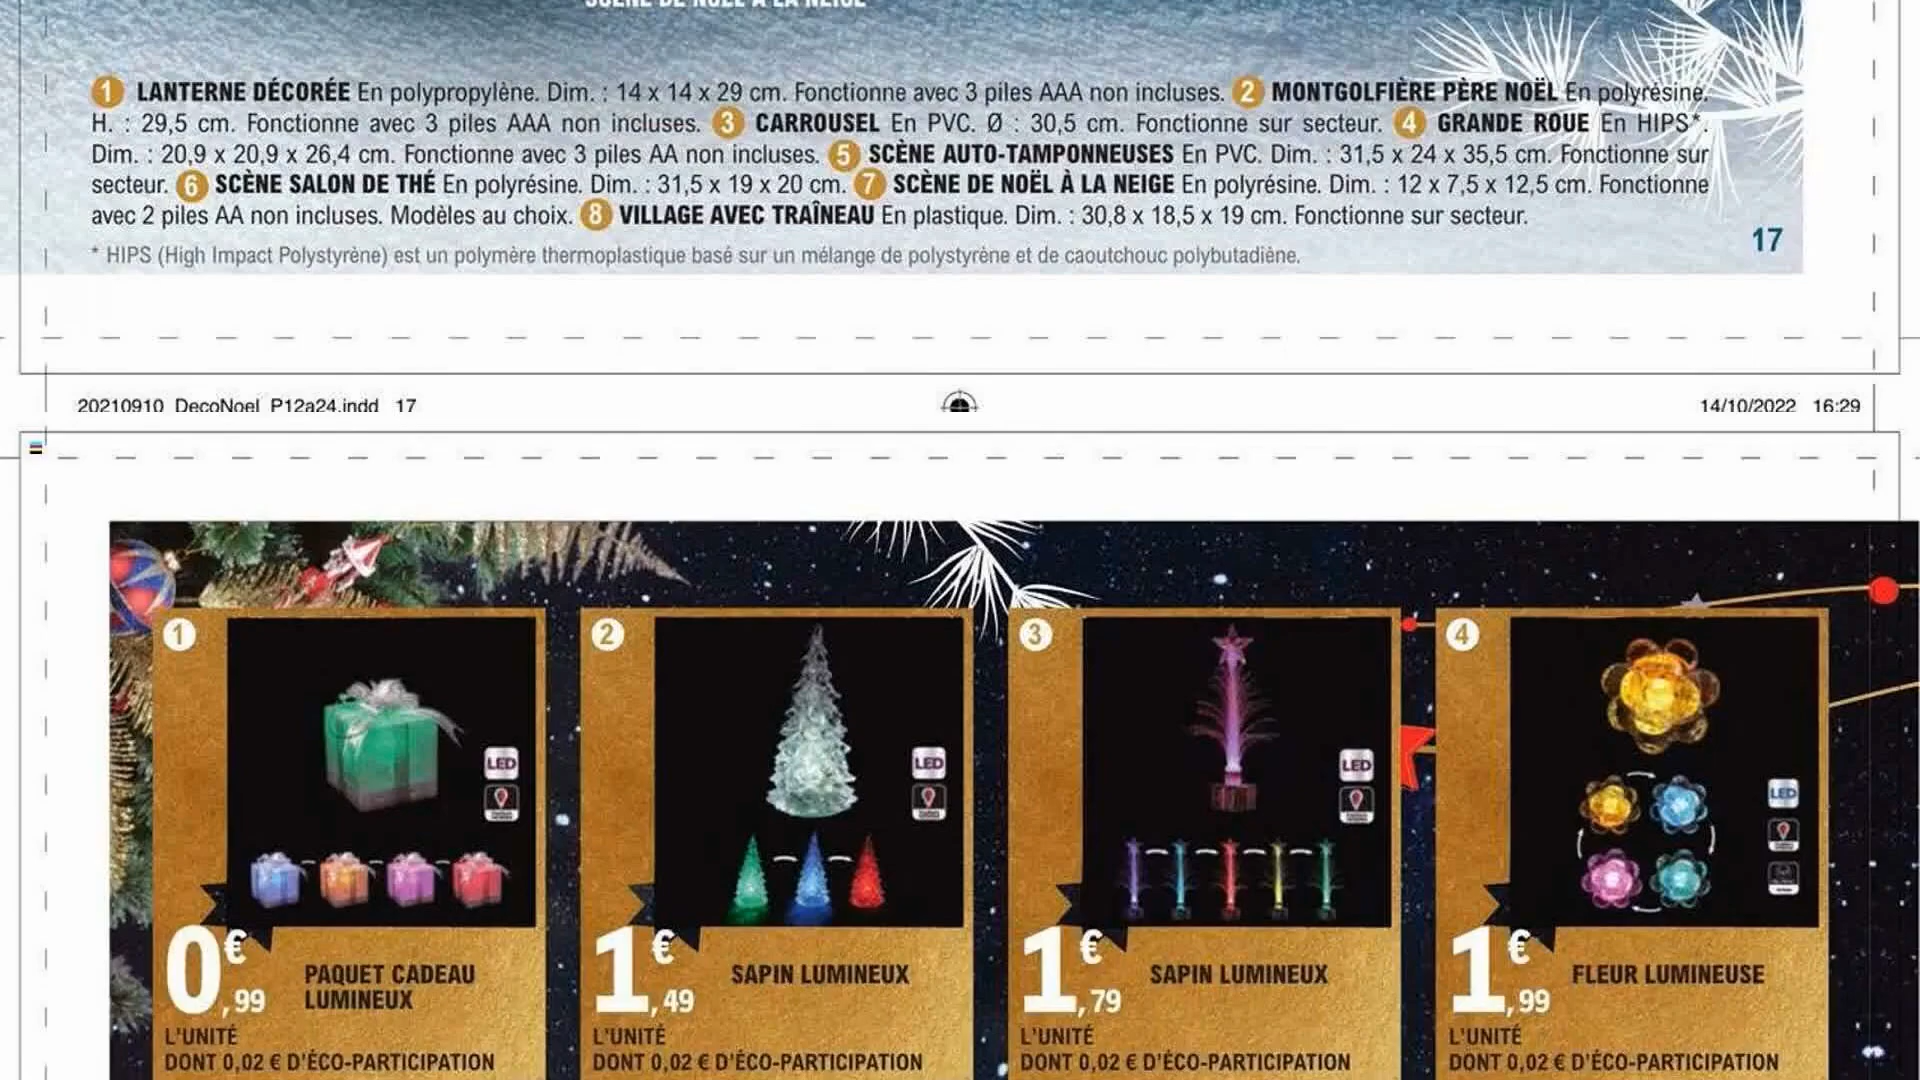 SCÈNE DE NOËL À LA NEIGE
1 LANTERNE DÉCORÉE En polypropylène. Dim. : 14 x 14 x 29 cm. Fonctionne avec 3 piles AAA non incluses. 2 MONTGOLFIÈRE PÈRE NOËL En polyrésine.
H. : 29,5 cm. Fonctionne avec 3 piles AAA non incluses. 3 CARROUSEL En PVC. Ø : 30,5 cm. Fonctionne sur secteur. 4 GRANDE ROUE En HIPS*.
Dim. : 20,9 x 20,9 x 26,4 cm. Fonctionne avec 3 piles AA non incluses. 5 SCÈNE AUTO-TAMPONNEUSES En PVC. Dim. : 31,5 x 24 x 35,5 cm. Fonctionne sur
secteur. 6 SCÈNE SALON DE THÉ En polyrésine. Dim. : 31,5 x 19 x 20 cm. 7 SCÈNE DE NOËL À LA NEIGE En polyrésine. Dim. : 12 x 7,5 x 12,5 cm. Fonctionne
avec 2 piles AA non incluses. Modèles au choix. 8 VILLAGE AVEC TRAÎNEAU En plastique. Dim. : 30,8 x 18,5 x 19 cm. Fonctionne sur secteur.
* HIPS (High Impact Polystyrène) est un polymère thermoplastique basé sur un mélange de polystyrène et de caoutchouc polybutadiène.
17
20210910_DecoNoel_P12a24.indd 17
14/10/2022 16:29
1
LED
0€,99
PAQUET CADEAU
LUMINEUX
L'UNITÉ
DONT 0,02 € D'ÉCO-PARTICIPATION
2
LED
1€,49
SAPIN LUMINEUX
L'UNITÉ
DONT 0,02 € D'ÉCO-PARTICIPATION
3
LED
1€,79
SAPIN LUMINEUX
L'UNITÉ
DONT 0,02 € D'ÉCO-PARTICIPATION
4
LED
1€,99
FLEUR LUMINEUSE
L'UNITÉ
DONT 0,02 € D'ÉCO-PARTICIPATION